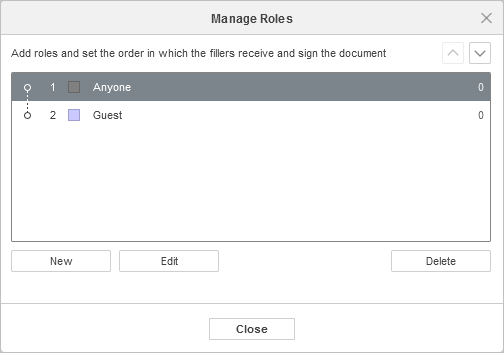 Manage Roles
Add roles and set the order in which the fillers receive and sign the document
1 Anyone 0
2 Guest 0
New Edit Delete
Close